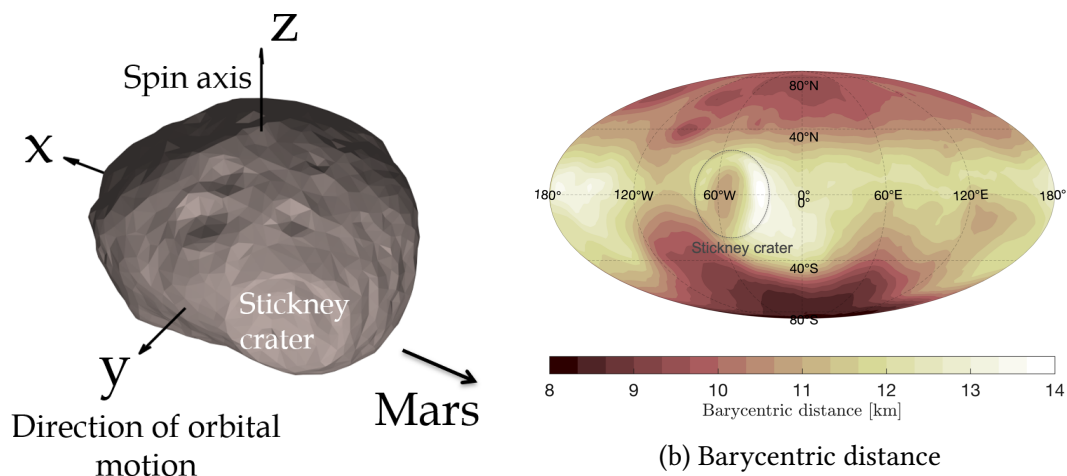 z
Spin axis
x
Stickney
crater
y
Mars
Direction of orbital
motion
80°N
40°N
180°
120°W
60°W
0°
0°
60°E
120°E
180°
Stickney crater
40°S
80°S
8
9
10
11
12
13
14
Barycentric distance [km]
(b) Barycentric distance